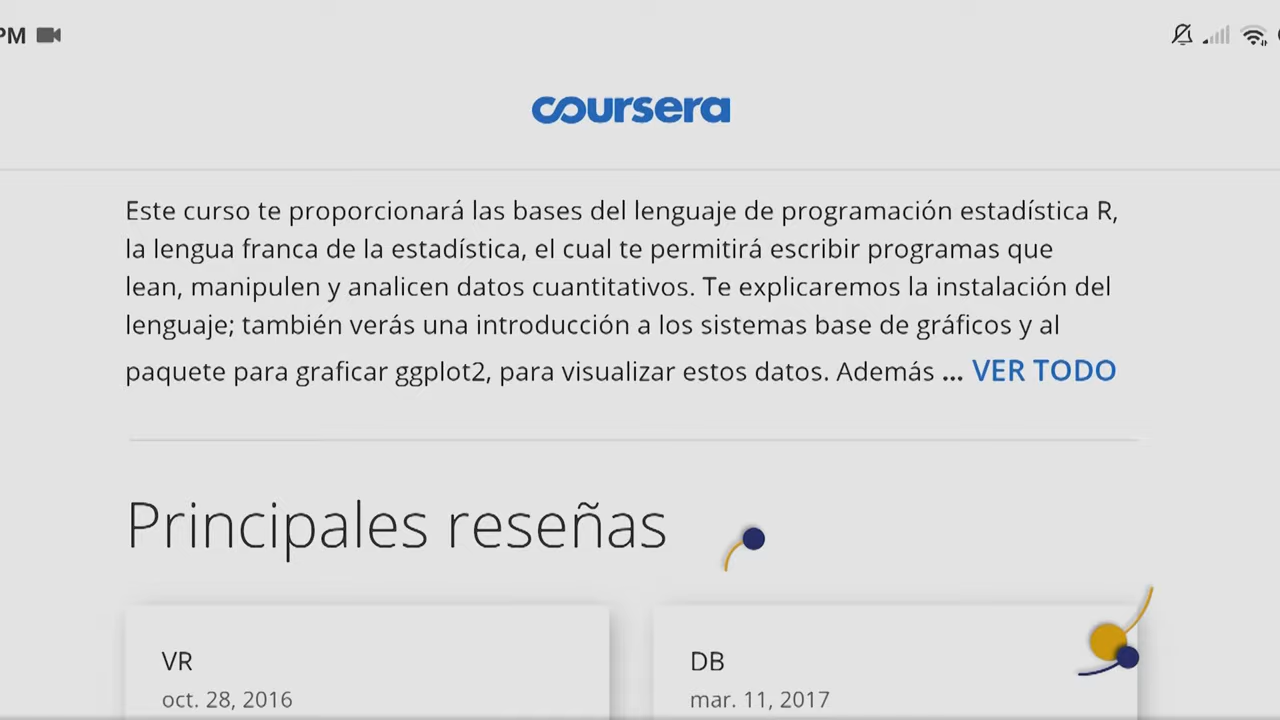 PM
coursera
Este curso te proporcionará las bases del lenguaje de programación estadística R,
la lengua franca de la estadística, el cual te permitirá escribir programas que
lean, manipulen y analicen datos cuantitativos. Te explicaremos la instalación del
lenguaje; también verás una introducción a los sistemas base de gráficos y al
paquete para graficar ggplot2, para visualizar estos datos. Además ... VER TODO
Principales reseñas
VR
DB
oct. 28, 2016
mar. 11, 2017